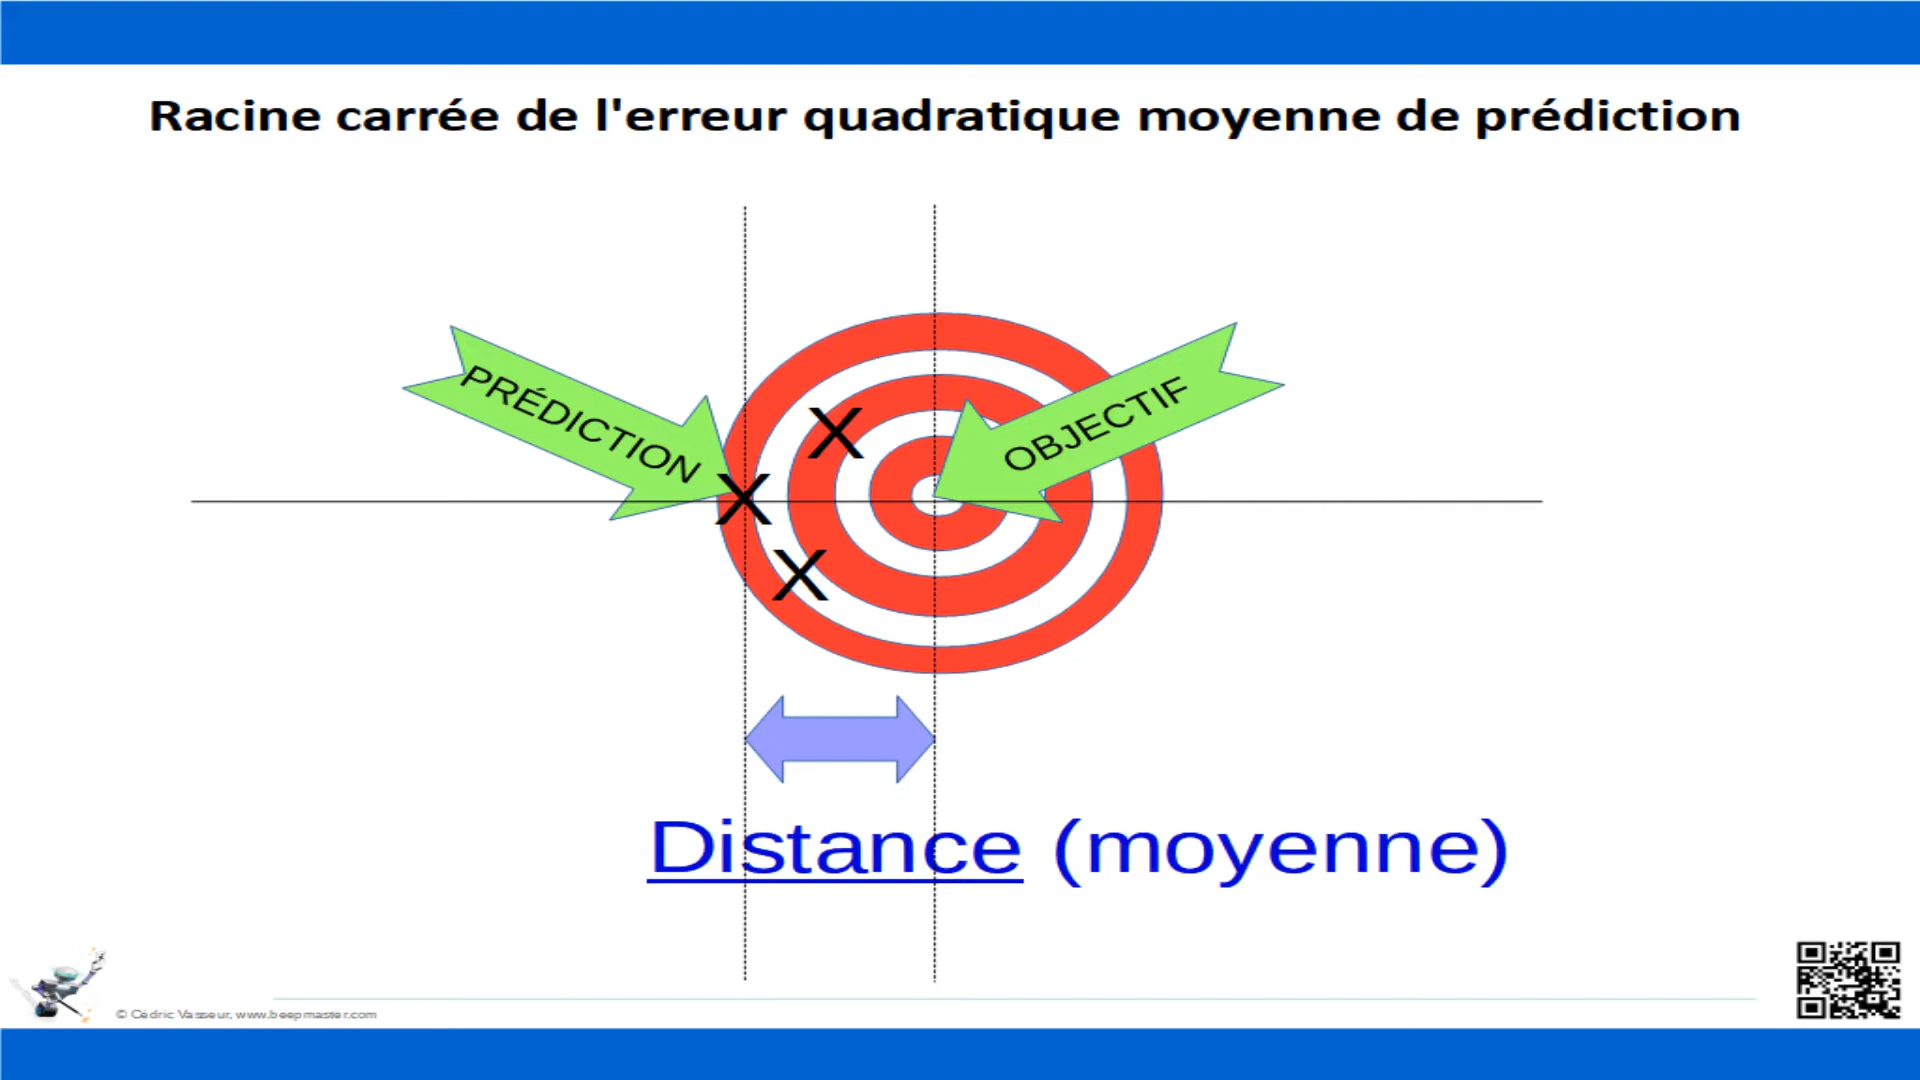 Racine carrée de l'erreur quadratique moyenne de prédiction
PRÉDICTION
OBJECTIF
X
X
X
Distance (moyenne)
© Cédric Vasseur, www.beepmaster.com